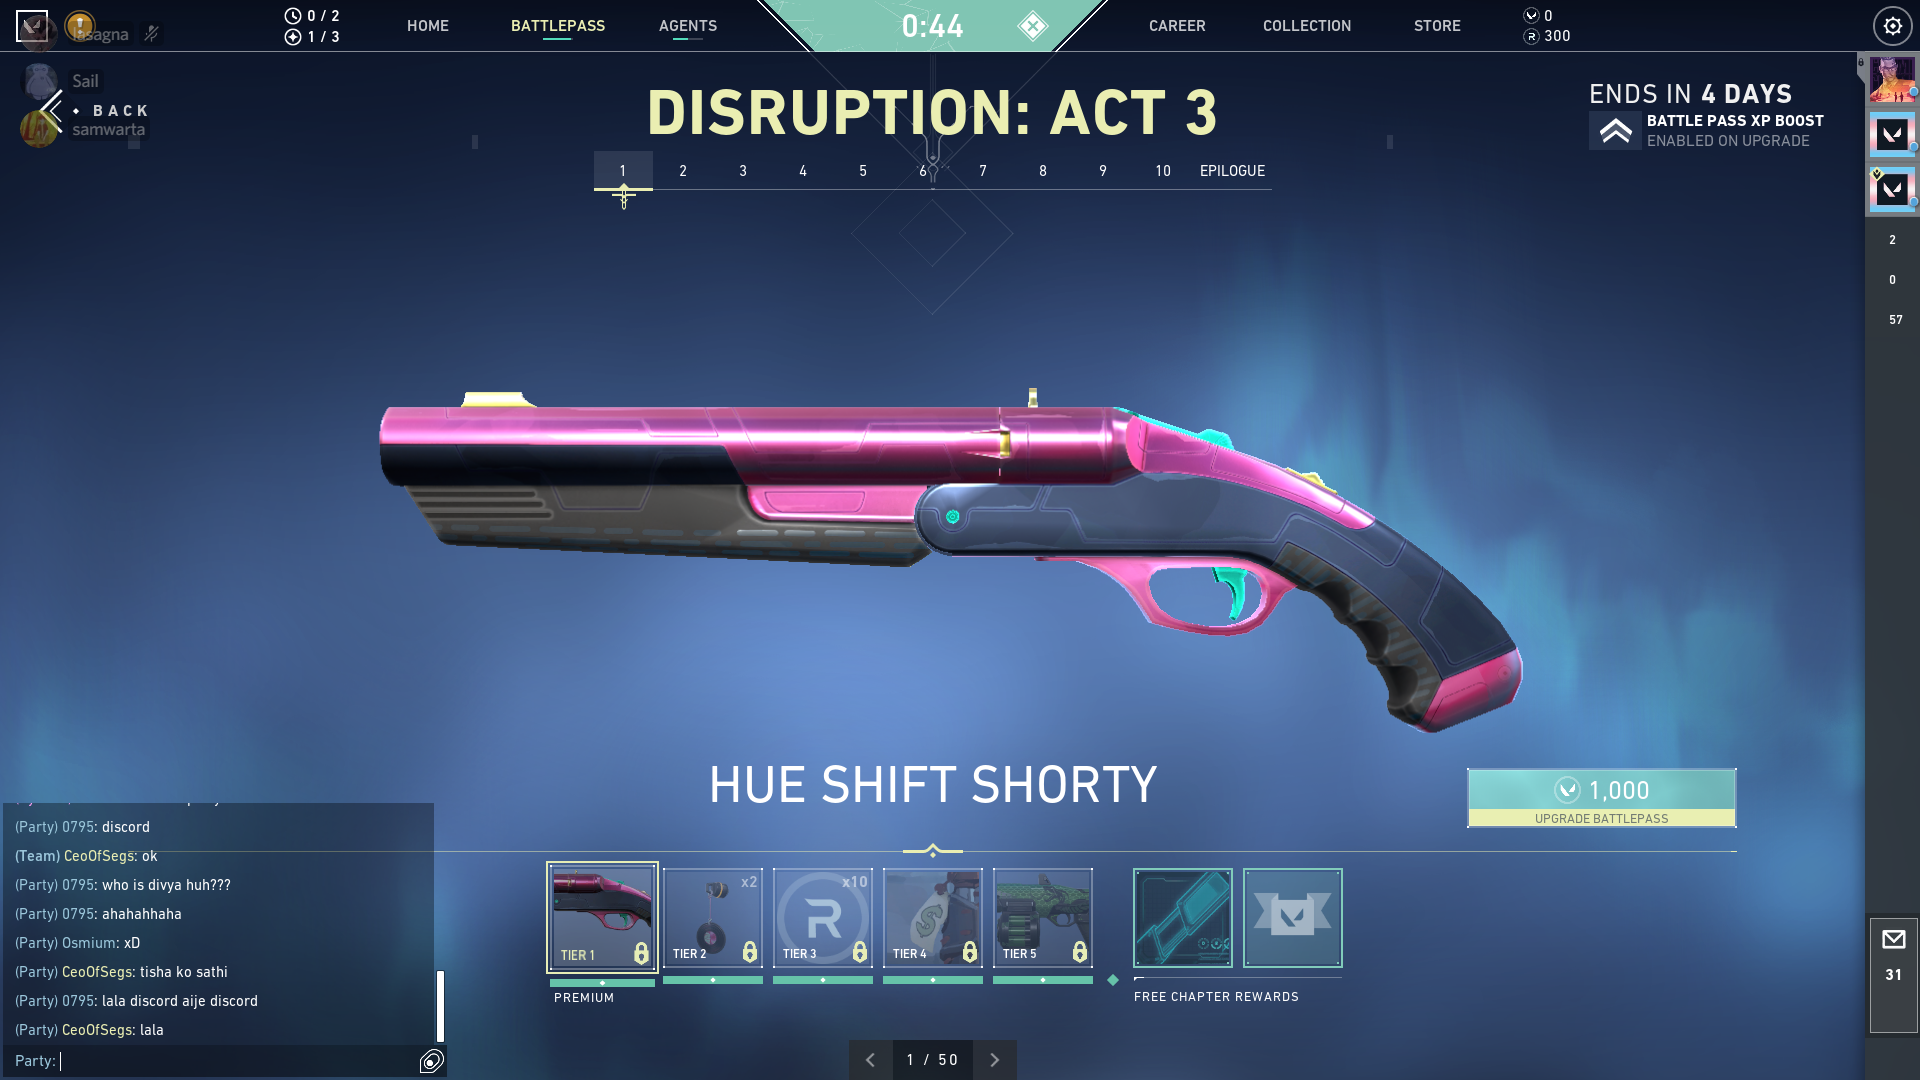 lasagna
0 / 2
1 / 3
HOME
BATTLEPASS
AGENTS
0:44
CAREER
COLLECTION
STORE
0
300
Sail
BACK
samwarta
DISRUPTION: ACT 3
ENDS IN 4 DAYS
BATTLE PASS XP BOOST
ENABLED ON UPGRADE
1 2 3 4 5 6 7 8 9 10 EPILOGUE
2
0
57
HUE SHIFT SHORTY
1,000
UPGRADE BATTLEPASS
(Party) 0795: discord
(Team) CeoOfSegs: ok
(Party) 0795: who is divya huh???
(Party) 0795: ahahahhaha
(Party) Osmium: xD
(Party) CeoOfSegs: tisha ko sathi
(Party) 0795: lala discord aije discord
(Party) CeoOfSegs: lala
Party:
TIER 1
x2
TIER 2
x10
R
TIER 3
TIER 4
TIER 5
PREMIUM
FREE CHAPTER REWARDS
1 / 50
31